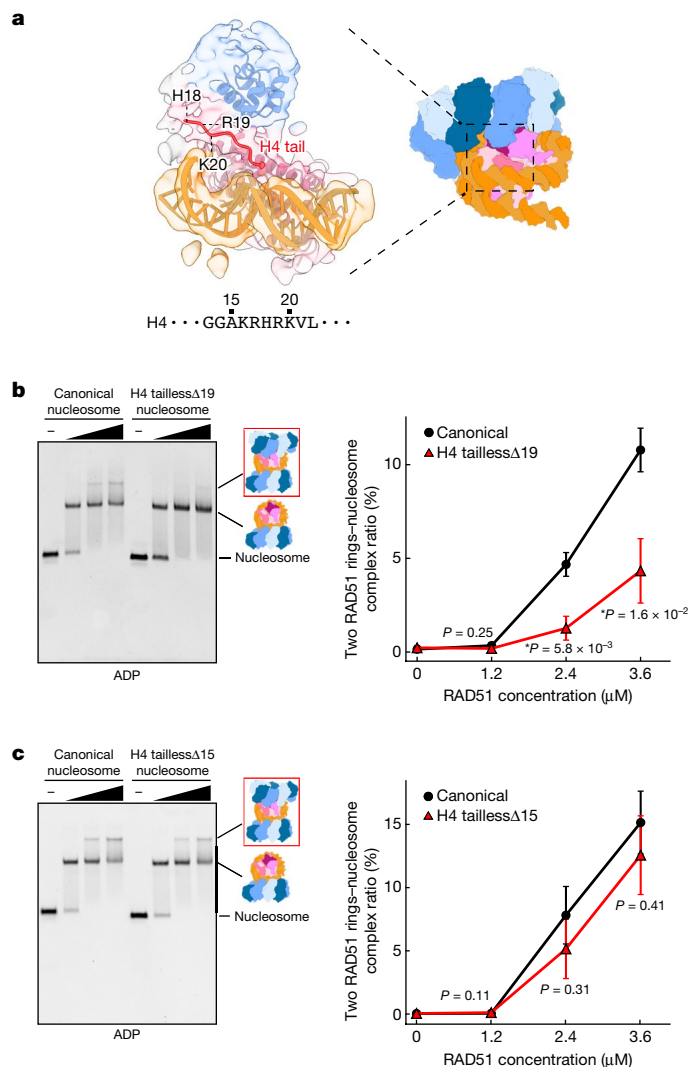 a
H18
R19
H4 tail
K20
15 20
H4 • • • GGAKRHRKVL • • •
b
Canonical nucleosome
H4 taillessΔ19 nucleosome
–
–
Nucleosome
ADP
Two RAD51 rings–nucleosome
complex ratio (%)
10
5
0
Canonical
H4 taillessΔ19
P = 0.25
*P = 5.8 × 10⁻³
*P = 1.6 × 10⁻²
0 1.2 2.4 3.6
RAD51 concentration (μM)
c
Canonical nucleosome
H4 taillessΔ15 nucleosome
–
–
Nucleosome
ADP
Two RAD51 rings–nucleosome
complex ratio (%)
15
10
5
0
Canonical
H4 taillessΔ15
P = 0.11
P = 0.31
P = 0.41
0 1.2 2.4 3.6
RAD51 concentration (μM)